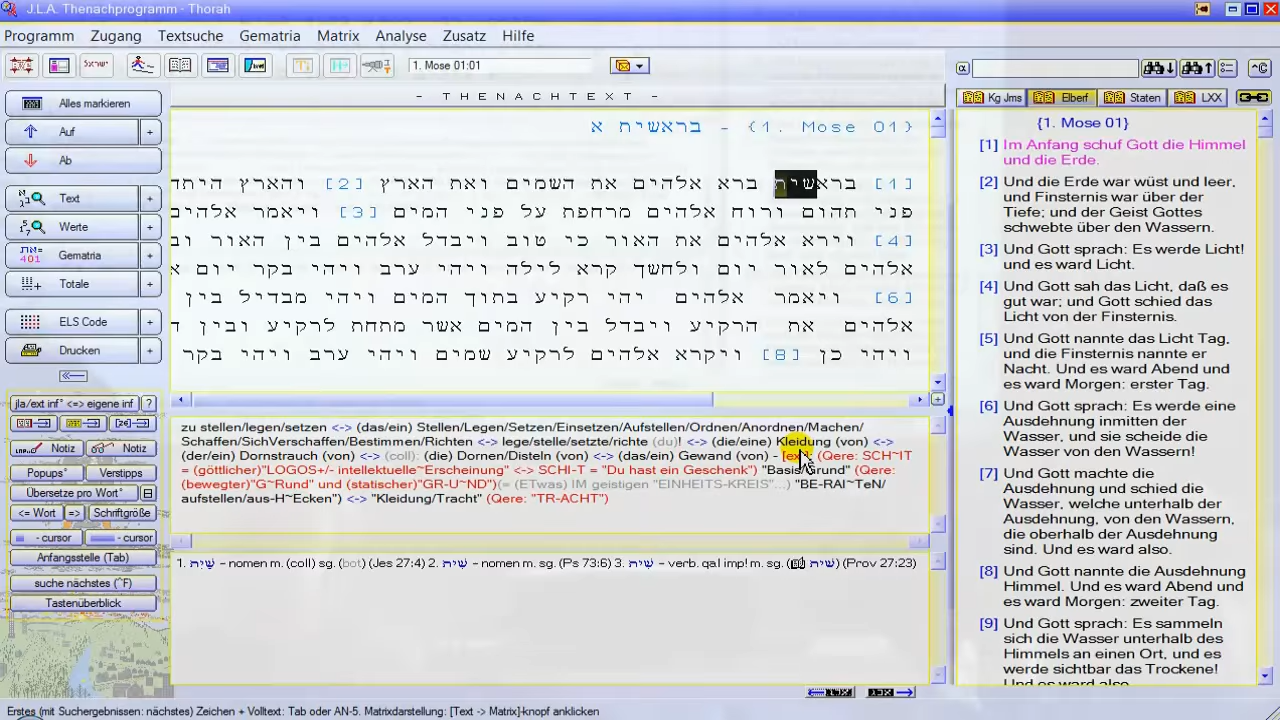 J.L.A. Thenachprogramm - Thorah
Programm Zugang Textsuche Gematria Matrix Analyse Zusatz Hilfe
1. Mose 01:01
Alles markieren
Auf +
Ab
Text +
Werte +
Gematria +
Totale +
ELS Code +
Drucken +
jla/ext inf° <=> eigene inf ?
Notiz Notiz
Popups° Verstipps
Übersetze pro Wort°
<= Wort => Schriftgröße
- cursor - cursor
Anfangsstelle (Tab)
suche nächstes (^F)
Tastenüberblick
- THENACHTEXT -
בראשית א - {1. Mose 01}
[1] בראשית ברא אלהים את השמים ואת הארץ [2] והארץ היתה
פני תהום ורוח אלהים מרחפת על פני המים [3] ויאמר אלהים
[4] וירא אלהים את האור כי טוב ויבדל אלהים בין האור וב
אלהים לאור יום ולחשך קרא לילה ויהי ערב ויהי בקר יום א
[6] ויאמר אלהים יהי רקיע בתוך המים ויהי מבדיל בין
אלהים את הרקיע ויבדל בין המים אשר מתחת לרקיע ובין ה
ויהי כן [8] ויקרא אלהים לרקיע שמים ויהי ערב ויהי בקר
zu stellen/legen/setzen <-> (das/ein) Stellen/Legen/Setzen/Einsetzen/Aufstellen/Ordnen/Anordnen/Machen/
Schaffen/SichVerschaffen/Bestimmen/Richten <-> lege/stelle/setzte/richte (du)! <-> (die/eine) Kleidung (von) <->
(der/ein) Dornstrauch (von) <-> (coll): (die) Dornen/Disteln (von) <-> (das/ein) Gewand (von) - (Qere: SCH~IT
= (göttlicher)"LOGOS+/- intellektuelle~Erscheinung" <-> SCHI-T = "Du hast ein Geschenk") "Basis/Grund" (Qere:
(bewegter)"G~Rund und (statischer)"GR-U~ND")(= (ETwas) IM geistigen "EINHEITS-KREIS"...) "BE-RAI~TeN/
aufstellen/aus-H~Ecken") <-> "Kleidung/Tracht" (Qere: "TR-ACHT")
1. שַׁיִת – nomen m. (coll) sg. (bot) (Jes 27:4) 2. שִׁית – nomen m. sg. (Ps 73:6) 3. שִׁית – verb. qal imp! m. sg. (שית) (Prov 27:23)
Kg Jms Elberf Staten LXX
{1. Mose 01}
[1] Im Anfang schuf Gott die Himmel
und die Erde.
[2] Und die Erde war wüst und leer,
und Finsternis war über der
Tiefe; und der Geist Gottes
schwebte über den Wassern.
[3] Und Gott sprach: Es werde Licht!
und es ward Licht.
[4] Und Gott sah das Licht, daß es
gut war; und Gott schied das
Licht von der Finsternis.
[5] Und Gott nannte das Licht Tag,
und die Finsternis nannte er
Nacht. Und es ward Abend und
es ward Morgen: erster Tag.
[6] Und Gott sprach: Es werde eine
Ausdehnung inmitten der
Wasser, und sie scheide die
Wasser von den Wassern!
[7] Und Gott machte die
Ausdehnung und schied die
Wasser, welche unterhalb der
Ausdehnung, von den Wassern,
die oberhalb der Ausdehnung
sind. Und es ward also.
[8] Und Gott nannte die Ausdehnung
Himmel. Und es ward Abend und
es ward Morgen: zweiter Tag.
[9] Und Gott sprach: Es sammeln
sich die Wasser unterhalb des
Himmels an einen Ort, und es
werde sichtbar das Trockene!
Und es ward also.
Erstes (mit Suchergebnissen: nächstes) Zeichen + Volltext: Tab oder AN-5. Matrixdarstellung: [Text -> Matrix]-knopf anklicken